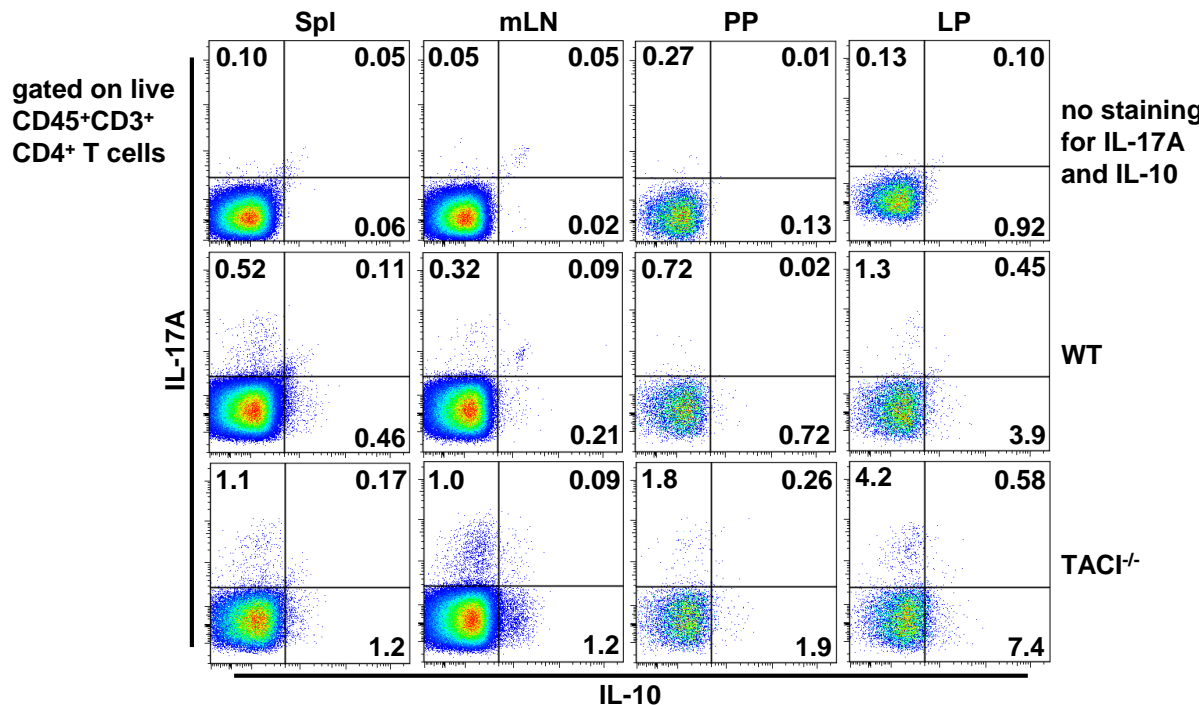 Spl mLN PP LP
gated on live
CD45⁺CD3⁺
CD4⁺ T cells
0.10 0.05 0.05 0.05 0.27 0.01 0.13 0.10
no staining
for IL-17A
and IL-10
0.06 0.02 0.13 0.92
0.52 0.11 0.32 0.09 0.72 0.02 1.3 0.45
IL-17A
WT
0.46 0.21 0.72 3.9
1.1 0.17 1.0 0.09 1.8 0.26 4.2 0.58
TACI⁻/⁻
1.2 1.2 1.9 7.4
IL-10